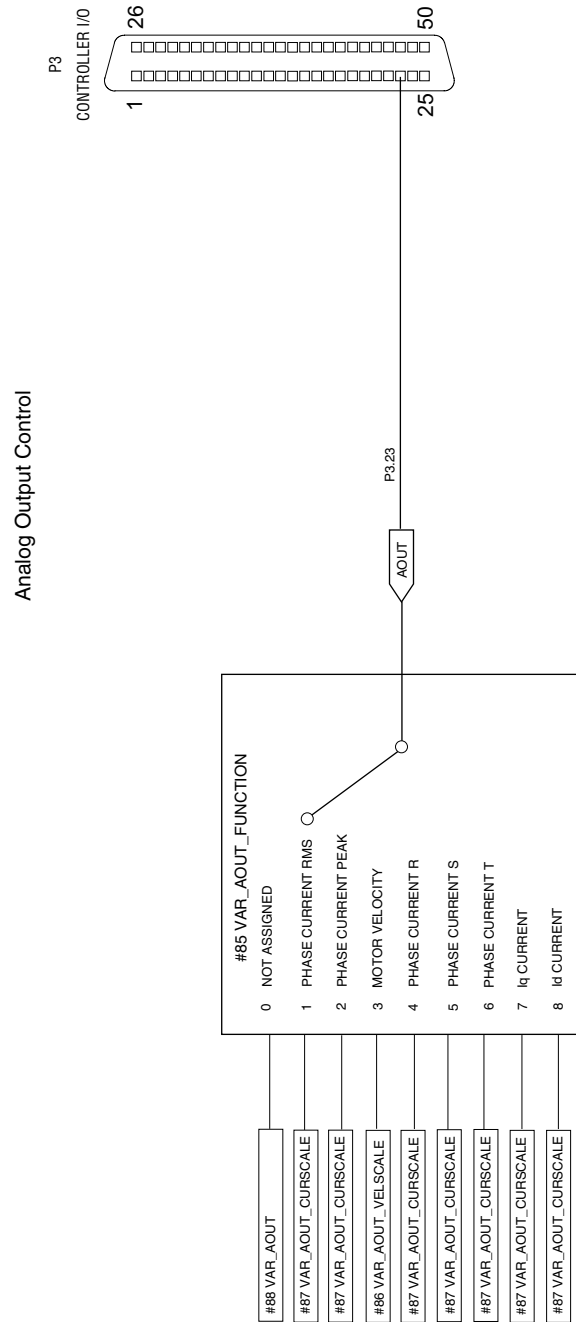 Analog Output Control
P3
CONTROLLER I/O
26
50
1
25
P3.23
AOUT
#85 VAR_AOUT_FUNCTION
0 NOT ASSIGNED
1 PHASE CURRENT RMS
2 PHASE CURRENT PEAK
3 MOTOR VELOCITY
4 PHASE CURRENT R
5 PHASE CURRENT S
6 PHASE CURRENT T
7 Iq CURRENT
8 Id CURRENT
#88 VAR_AOUT
#87 VAR_AOUT_CURSCALE
#87 VAR_AOUT_CURSCALE
#86 VAR_AOUT_VELSCALE
#87 VAR_AOUT_CURSCALE
#87 VAR_AOUT_CURSCALE
#87 VAR_AOUT_CURSCALE
#87 VAR_AOUT_CURSCALE
#87 VAR_AOUT_CURSCALE